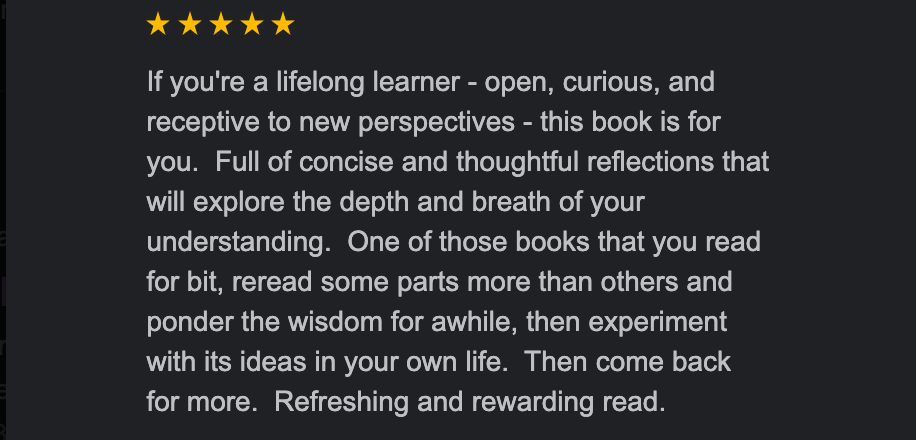 If you're a lifelong learner - open, curious, and
receptive to new perspectives - this book is for
you.  Full of concise and thoughtful reflections that
will explore the depth and breath of your
understanding.  One of those books that you read
for bit, reread some parts more than others and
ponder the wisdom for awhile, then experiment
with its ideas in your own life.  Then come back
for more.  Refreshing and rewarding read.